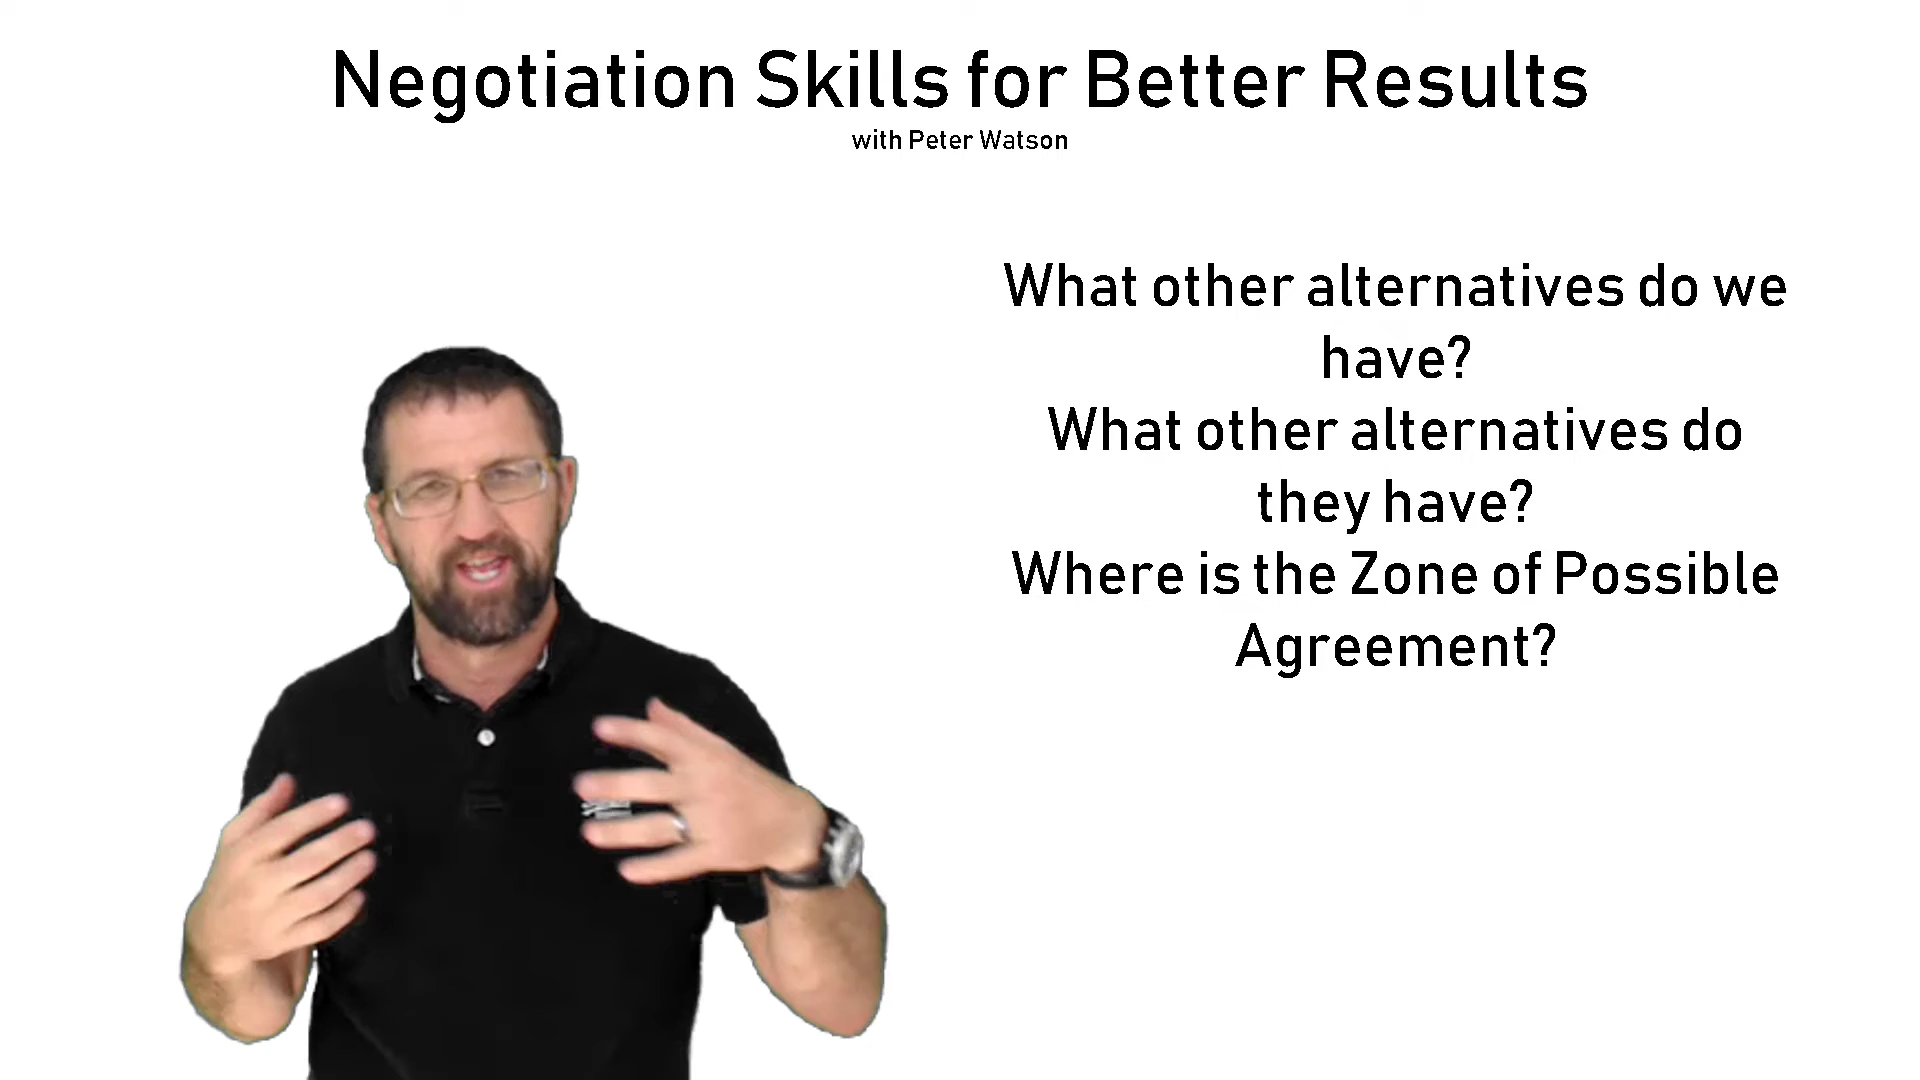 Negotiation Skills for Better Results
with Peter Watson
What other alternatives do we
have?
What other alternatives do
they have?
Where is the Zone of Possible
Agreement?